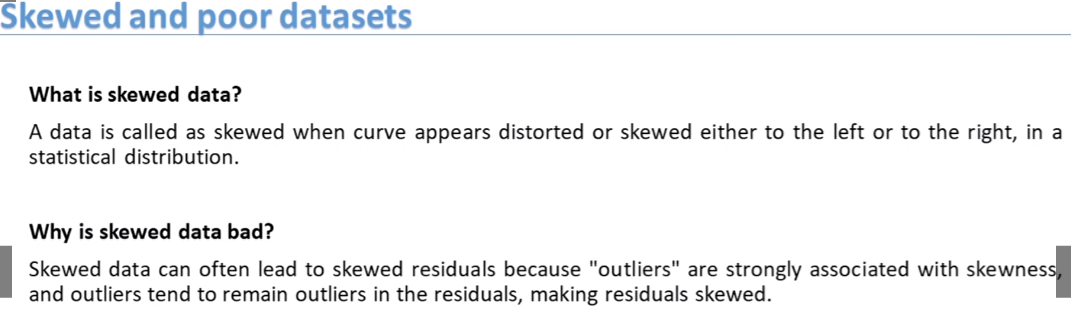 Skewed and poor datasets
What is skewed data?
A data is called as skewed when curve appears distorted or skewed either to the left or to the right, in a
statistical distribution.
Why is skewed data bad?
Skewed data can often lead to skewed residuals because "outliers" are strongly associated with skewness,
and outliers tend to remain outliers in the residuals, making residuals skewed.